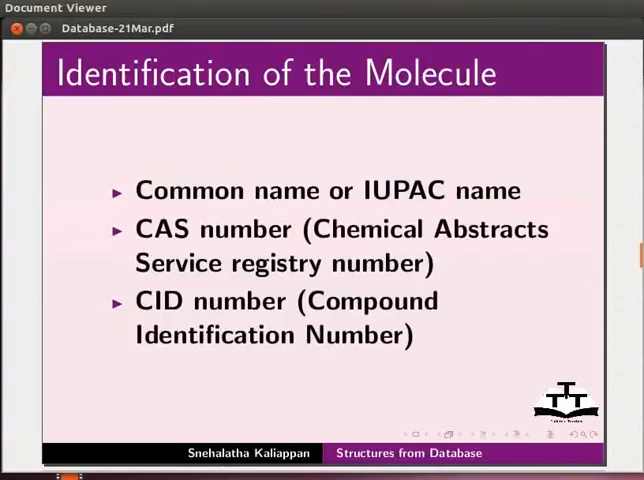 Document Viewer
Database-21Mar.pdf
Identification of the Molecule
Common name or IUPAC name
CAS number (Chemical Abstracts
Service registry number)
CID number (Compound
Identification Number)
Snehalatha Kaliappan
Structures from Database